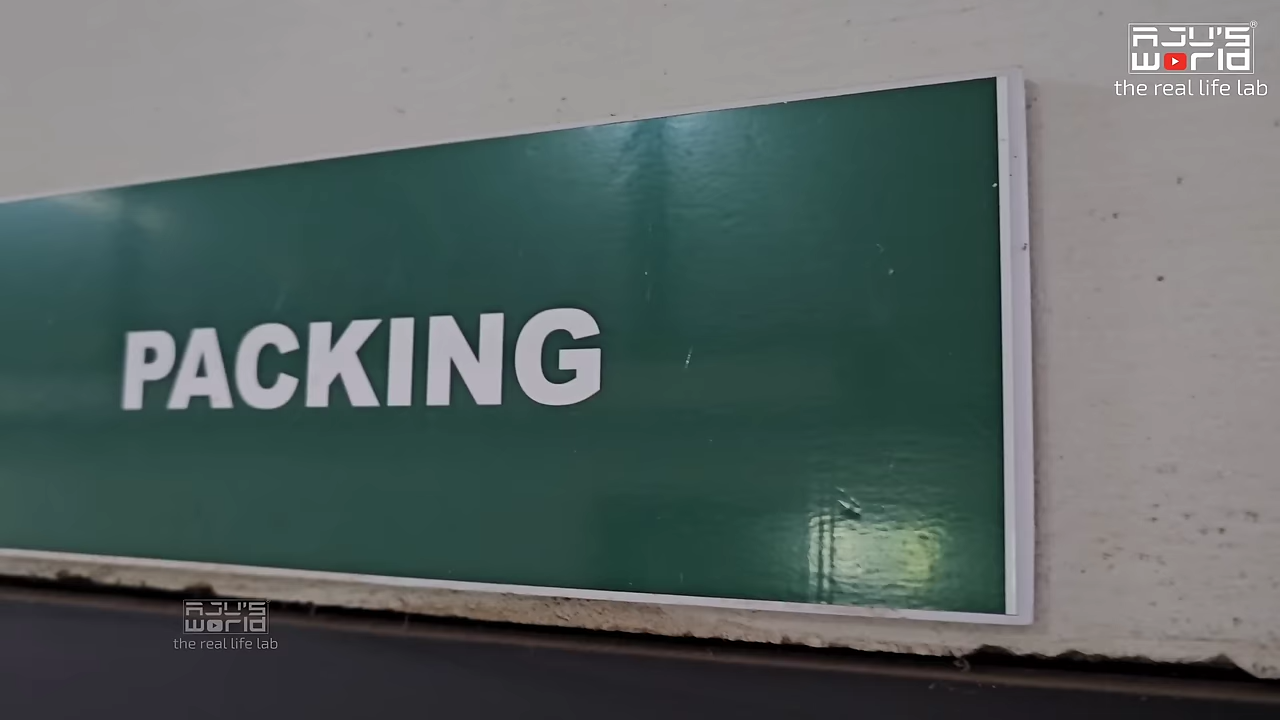 AJU'S
world
the real life lab
PACKING
AJU'S
world
the real life lab